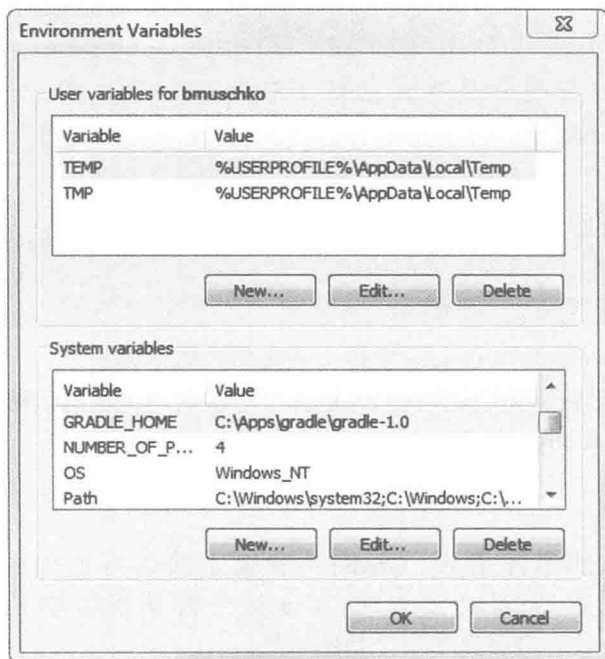 Environment Variables
User variables for bmuschko
Variable Value
TEMP %USERPROFILE%\AppData\Local\Temp
TMP %USERPROFILE%\AppData\Local\Temp
New... Edit... Delete
System variables
Variable Value
GRADLE_HOME C:\Apps\gradle\gradle-1.0
NUMBER_OF_P... 4
OS Windows_NT
Path C:\Windows\system32;C:\Windows;C:\...
New... Edit... Delete
OK Cancel